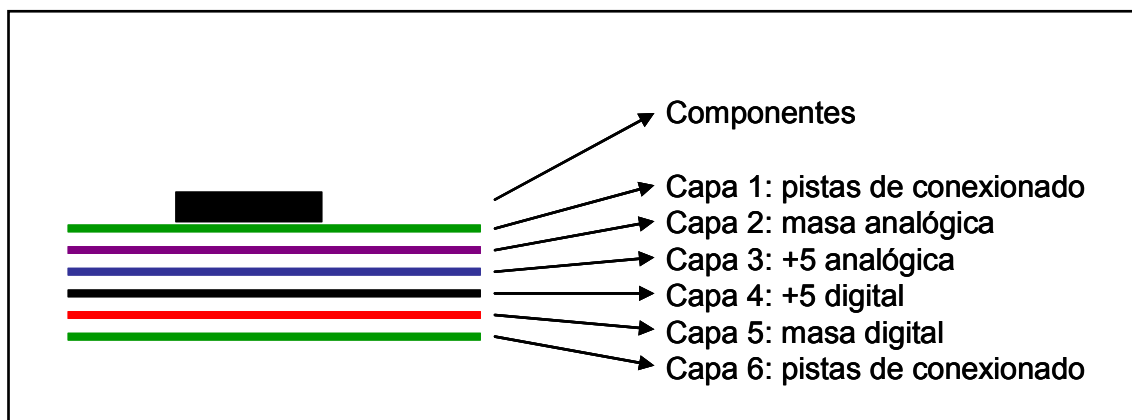 Componentes
Capa 1: pistas de conexionado
Capa 2: masa analógica
Capa 3: +5 analógica
Capa 4: +5 digital
Capa 5: masa digital
Capa 6: pistas de conexionado